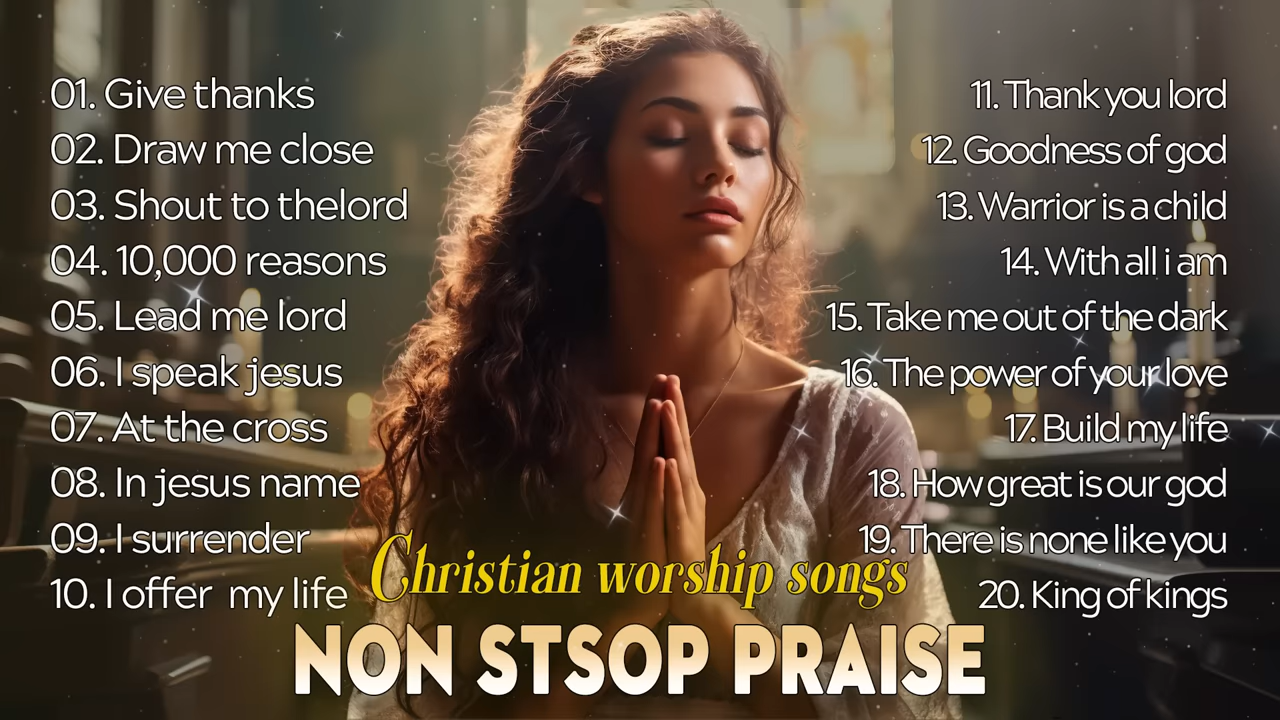 01. Give thanks
02. Draw me close
03. Shout to thelord
04. 10,000 reasons
05. Lead me lord
06. I speak jesus
07. At the cross
08. In jesus name
09. I surrender
10. I offer  my life
11. Thank you lord
12. Goodness of god
13. Warrior is a child
14. With all i am
15. Take me out of the dark
16. The power of your love
17. Build my life
18. How great is our god
19. There is none like you
20. King of kings
Christian worship songs
NON STSOP PRAISE